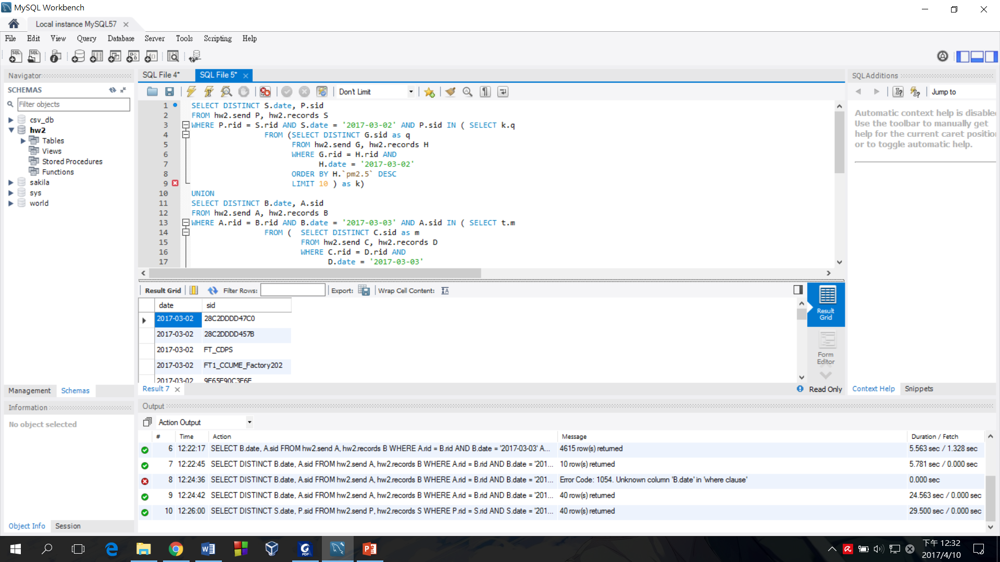 MySQL Workbench
Local instance MySQL57
File Edit View Query Database Server Tools Scripting Help
Navigator
SCHEMAS
Filter objects
csv_db
hw2
Tables
Views
Stored Procedures
Functions
sakila
sys
world
Management Schemas
Information
No object selected
Object Info Session
SQL File 4* SQL File 5*
Don't Limit
1 SELECT DISTINCT S.date, P.sid
2 FROM hw2.send P, hw2.records S
3 WHERE P.rid = S.rid AND S.date = '2017-03-02' AND P.sid IN ( SELECT k.q
4 FROM (SELECT DISTINCT G.sid as q
5 FROM hw2.send G, hw2.records H
6 WHERE G.rid = H.rid AND
7 H.date = '2017-03-02'
8 ORDER BY H.`pm2.5` DESC
9 LIMIT 10 ) as k)
10 UNION
11 SELECT DISTINCT B.date, A.sid
12 FROM hw2.send A, hw2.records B
13 WHERE A.rid = B.rid AND B.date = '2017-03-03' AND A.sid IN ( SELECT t.m
14 FROM ( SELECT DISTINCT C.sid as m
15 FROM hw2.send C, hw2.records D
16 WHERE C.rid = D.rid AND
17 D.date = '2017-03-03'
Result Grid Filter Rows: Export: Wrap Cell Content:
date sid
2017-03-02 28C2DDDD47C0
2017-03-02 28C2DDDD457B
2017-03-02 FT_CDPS
2017-03-02 FT1_CCUME_Factory202
2017-03-02 9E65F90C3E6E
Result 7
Result Grid
Form Editor
Read Only
SQLAdditions
Jump to
Automatic context help is disabled
Use the toolbar to manually get
help for the current caret position
or to toggle automatic help.
Context Help Snippets
Output
Action Output
# Time Action Message Duration / Fetch
6 12:22:17 SELECT B.date, A.sid FROM hw2.send A, hw2.records B WHERE A.rid = B.rid AND B.date = '2017-03-03' A... 4615 row(s) returned 5.563 sec / 1.328 sec
7 12:22:45 SELECT DISTINCT B.date, A.sid FROM hw2.send A, hw2.records B WHERE A.rid = B.rid AND B.date = '201... 10 row(s) returned 5.781 sec / 0.000 sec
8 12:24:36 SELECT DISTINCT B.date, A.sid FROM hw2.send A, hw2.records B WHERE A.rid = B.rid AND B.date = '201... Error Code: 1054. Unknown column 'B.date' in 'where clause' 0.000 sec
9 12:24:42 SELECT DISTINCT B.date, A.sid FROM hw2.send A, hw2.records B WHERE A.rid = B.rid AND B.date = '201... 40 row(s) returned 24.563 sec / 0.000 sec
10 12:26:00 SELECT DISTINCT S.date, P.sid FROM hw2.send P, hw2.records S WHERE P.rid = S.rid AND S.date = '201... 40 row(s) returned 29.500 sec / 0.000 sec
下午 12:32
2017/4/10